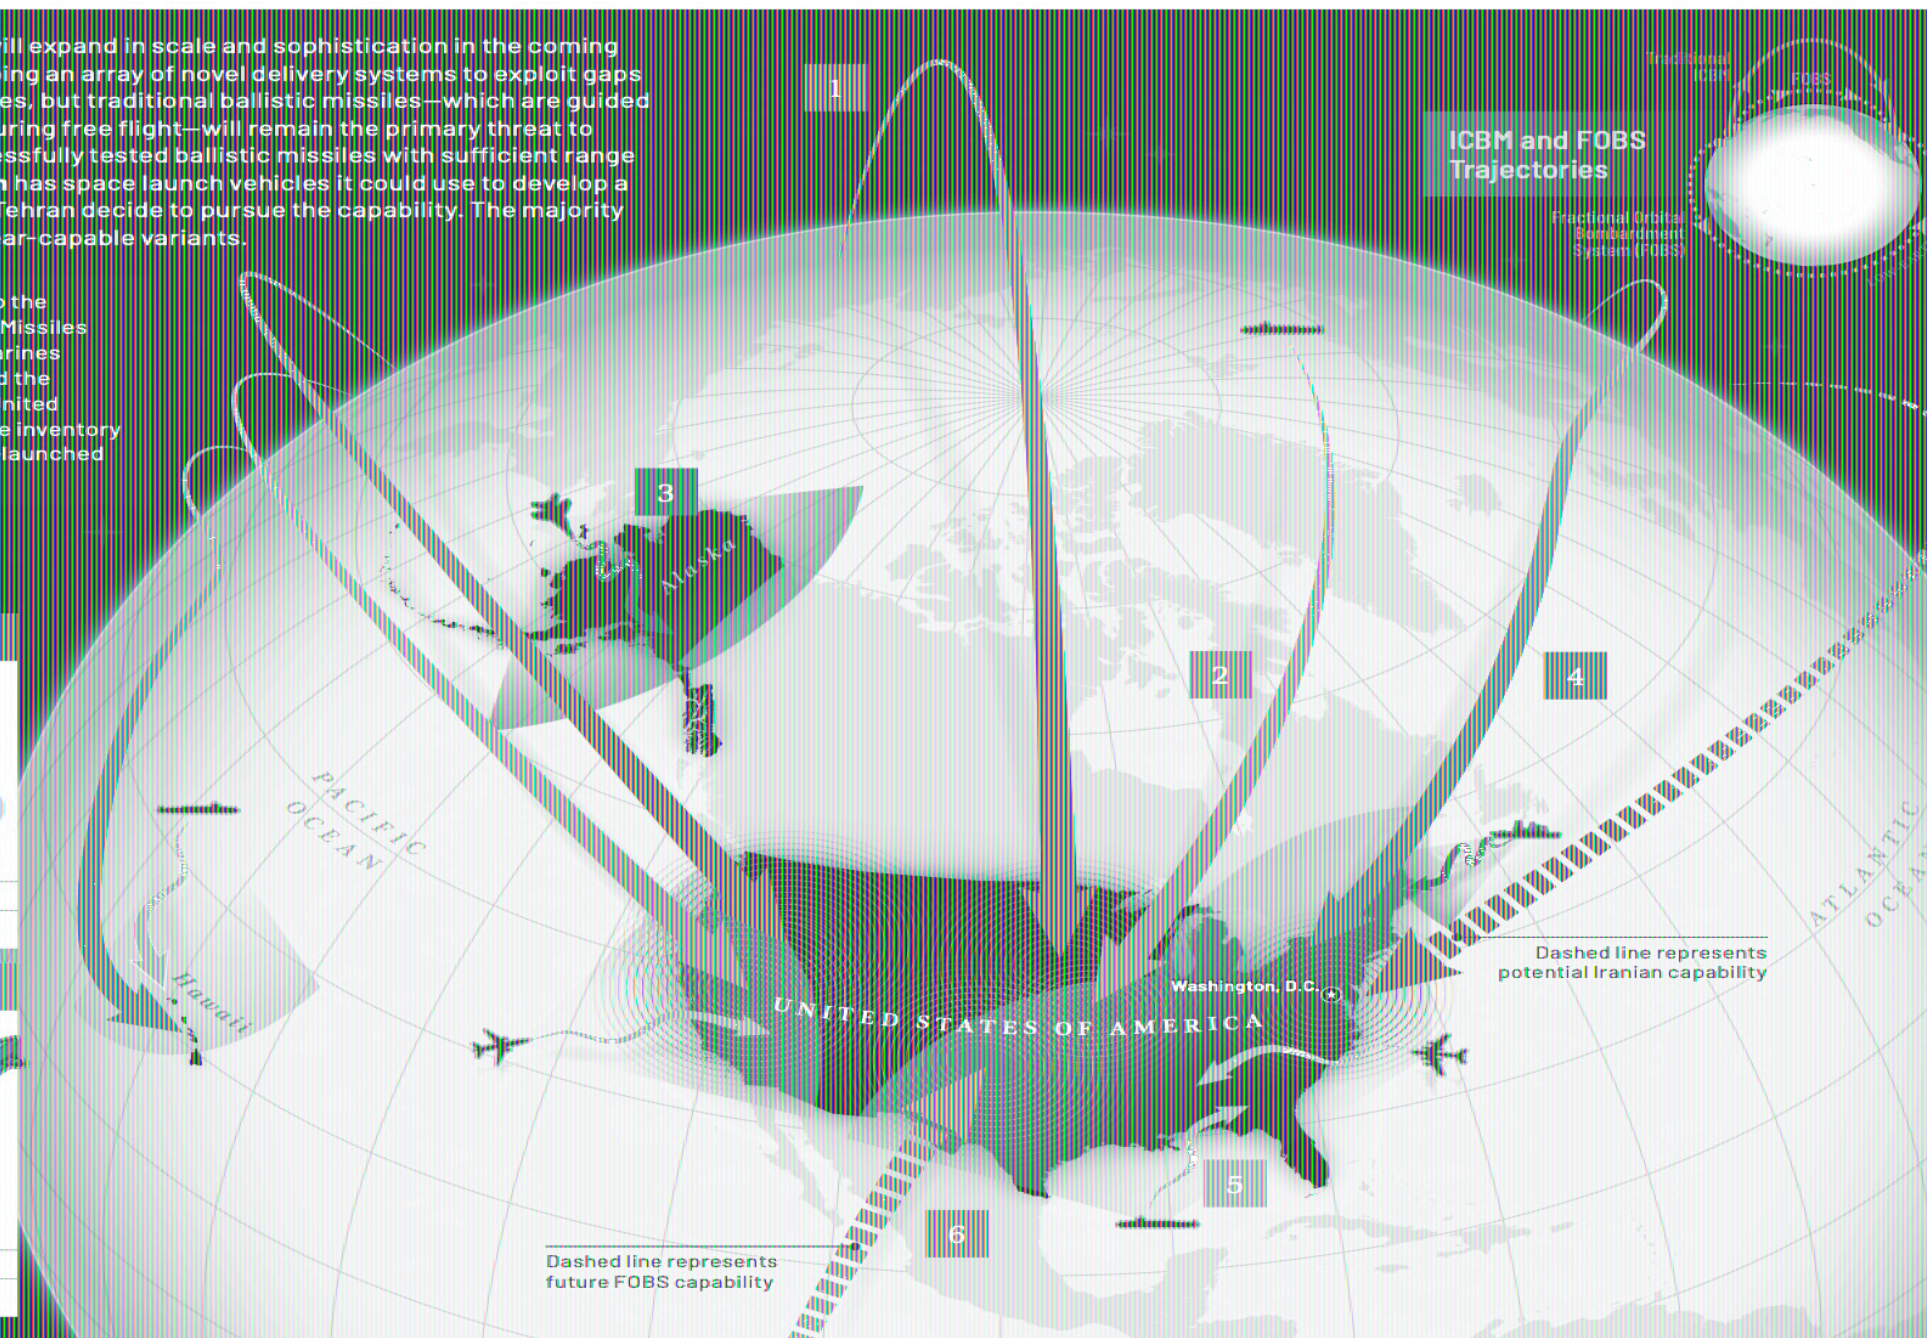 ill expand in scale and sophistication in the coming
ing an array of novel delivery systems to exploit gaps
es, but traditional ballistic missiles—which are guided
uring free flight—will remain the primary threat to
essfully tested ballistic missiles with sufficient range
n has space launch vehicles it could use to develop a
Tehran decide to pursue the capability. The majority
ear-capable variants.
o the
Missiles
arines
d the
nited
e inventory
launched
1
Traditional
ICBM
FOBS
ICBM and FOBS
Trajectories
Fractional Orbital
Bombardment
System (FOBS)
3
Alaska
2
4
PACIFIC
OCEAN
ATLANTIC
Hawaii
Dashed line represents
potential Iranian capability
Washington, D.C.
UNITED STATES OF AMERICA
5
6
Dashed line represents
future FOBS capability